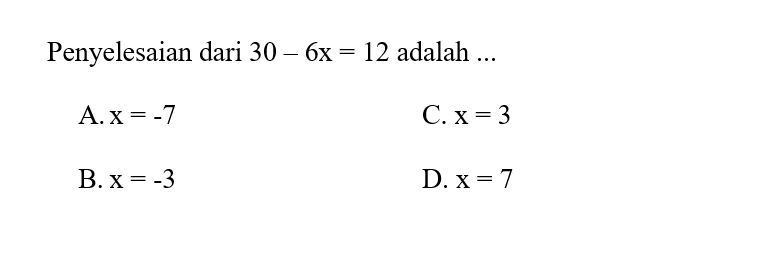 Penyelesaian dari 30 – 6x = 12 adalah ...
A. x = -7
C. x = 3
B. x = -3
D. x = 7